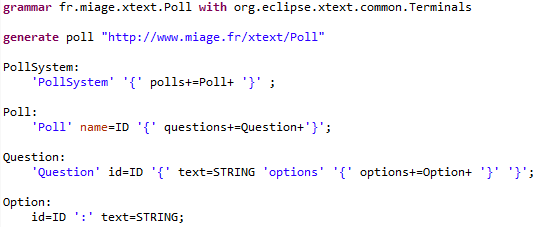 grammar fr.miage.xtext.Poll with org.eclipse.xtext.common.Terminals
generate poll "http://www.miage.fr/xtext/Poll"
PollSystem:
'PollSystem' '{' polls+=Poll+ '}' ;
Poll:
'Poll' name=ID '{' questions+=Question+'}';
Question:
'Question' id=ID '{' text=STRING 'options' '{' options+=Option+ '}' '}';
Option:
id=ID ':' text=STRING;